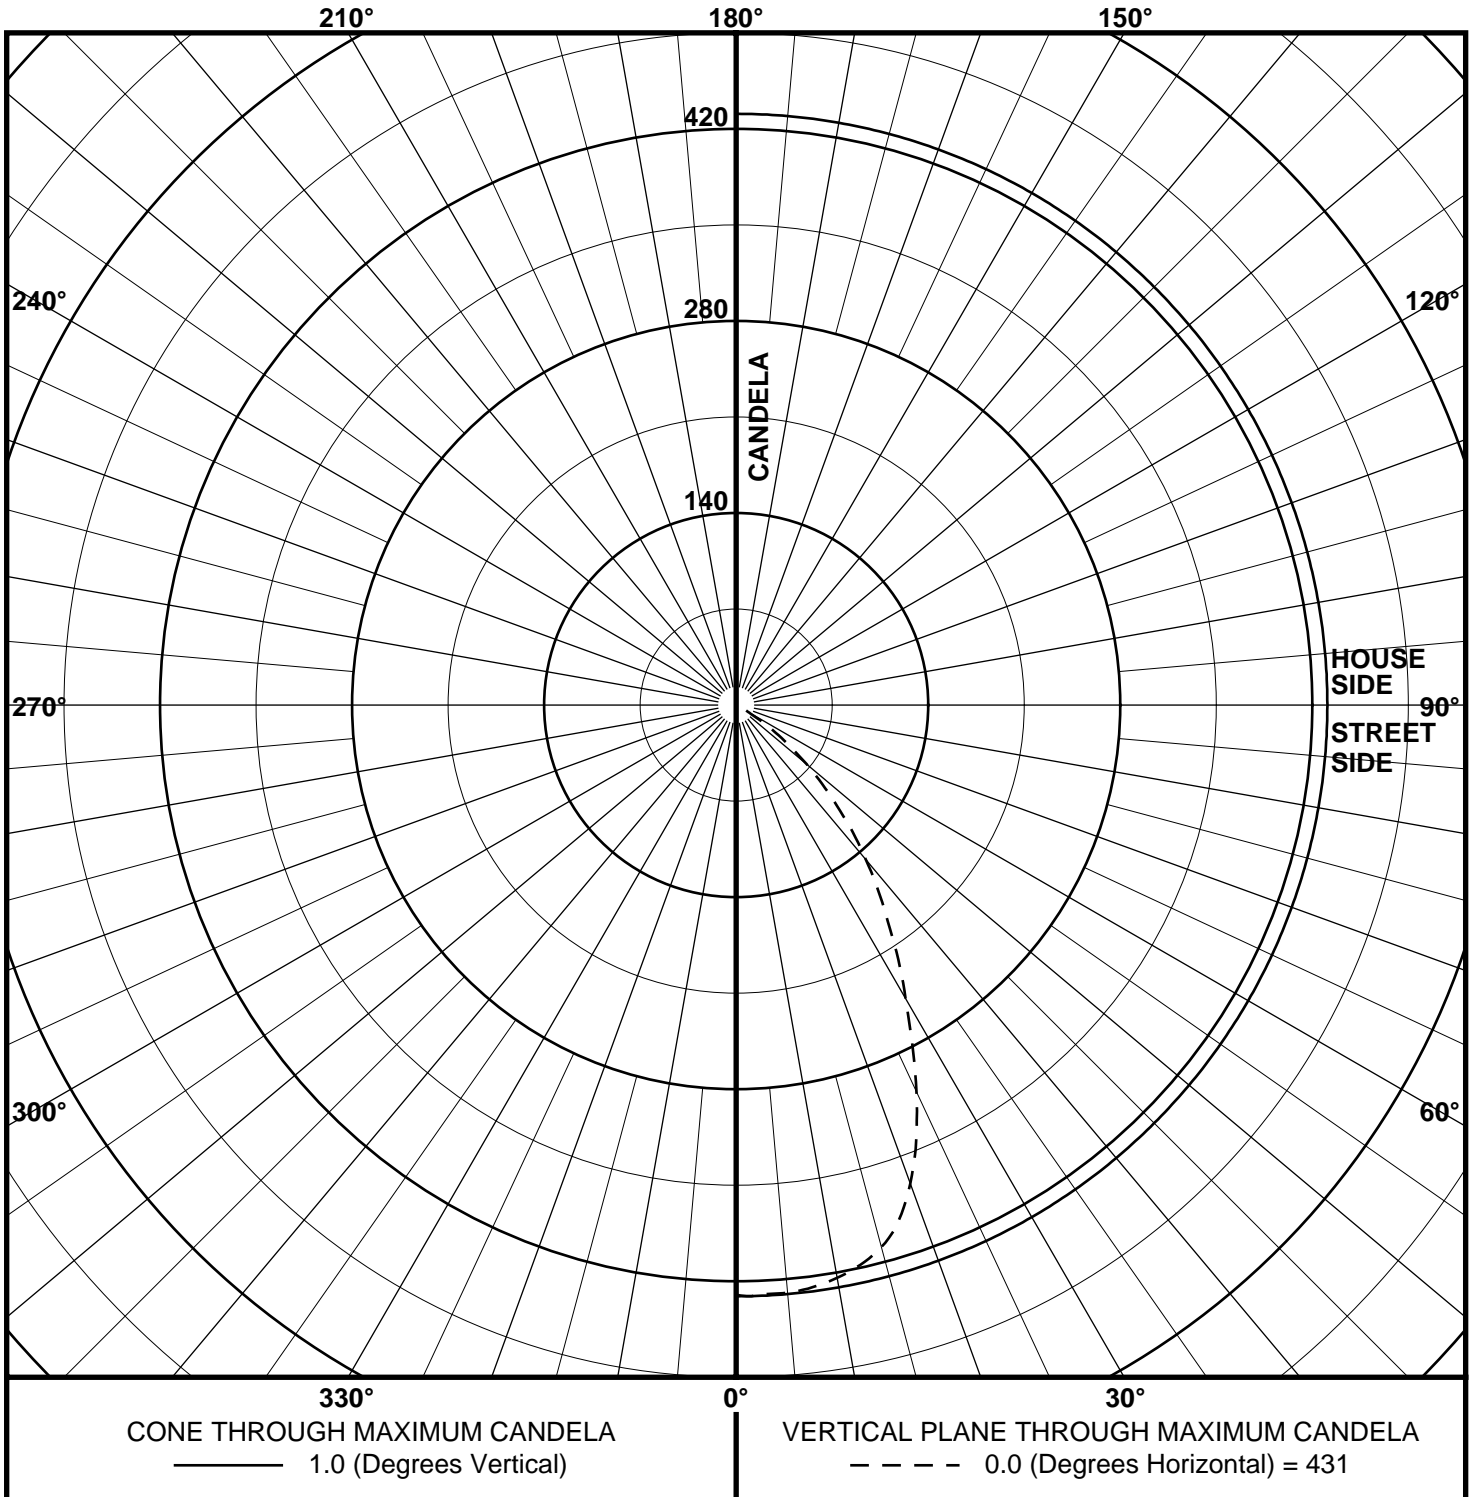 210°
180°
150°
420
240°
120°
280
CANDELA
140
HOUSE
SIDE
270°
90°
STREET
SIDE
300°
60°
330°
0°
30°
CONE THROUGH MAXIMUM CANDELA
1.0 (Degrees Vertical)
VERTICAL PLANE THROUGH MAXIMUM CANDELA
0.0 (Degrees Horizontal) = 431